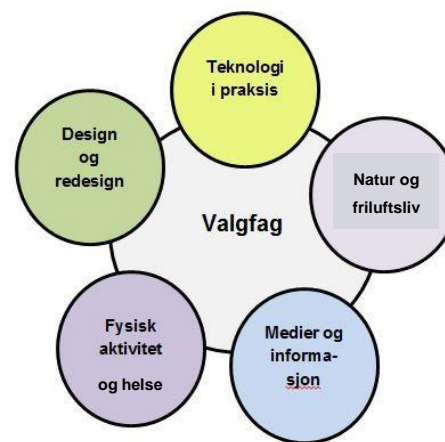 Teknologi
i praksis
Design
og
redesign
Natur og
friluftsliv
Valgfag
Fysisk
aktivitet
og helse
Medier og
informa-
sjon